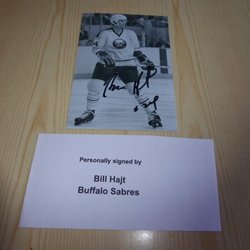 Personally signed by
Bill Hajt
Buffalo Sabres